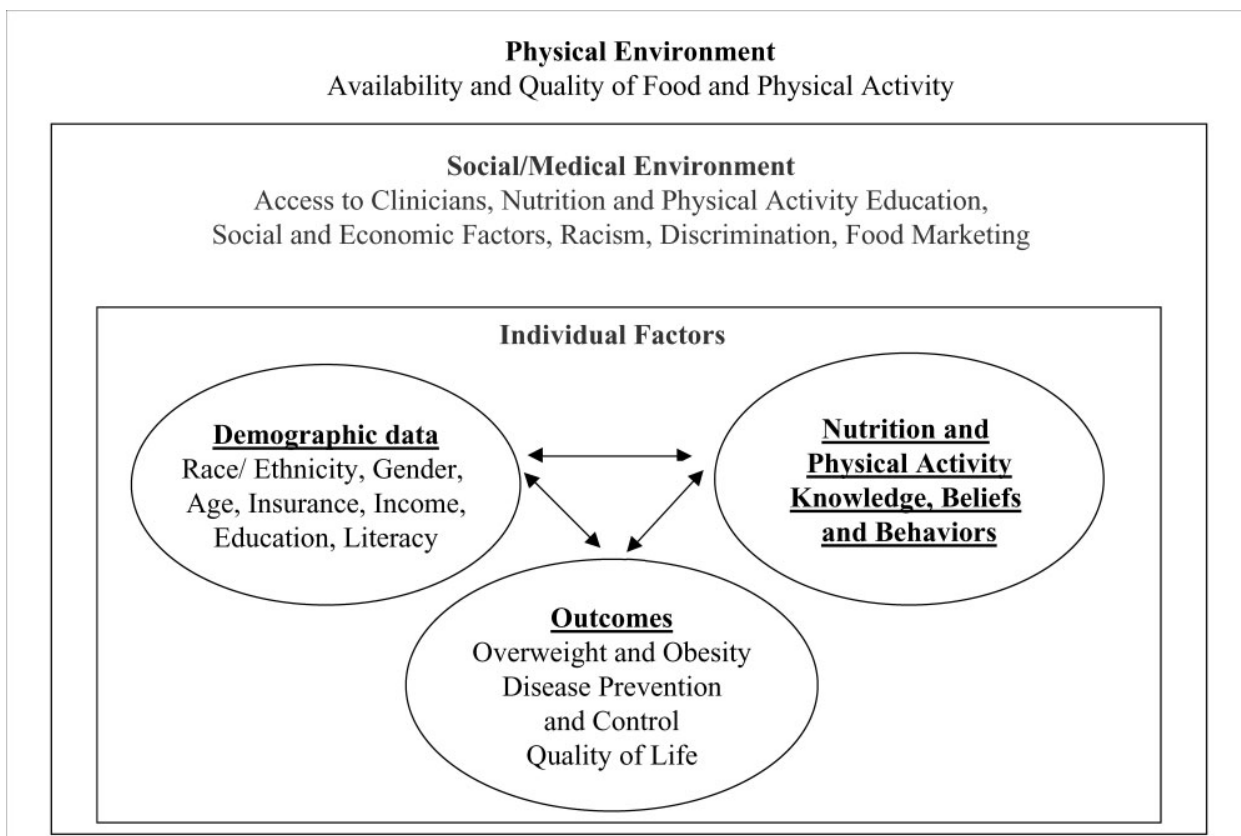 Physical Environment
Availability and Quality of Food and Physical Activity
Social/Medical Environment
Access to Clinicians, Nutrition and Physical Activity Education,
Social and Economic Factors, Racism, Discrimination, Food Marketing
Individual Factors
Demographic data
Race/ Ethnicity, Gender,
Age, Insurance, Income,
Education, Literacy
Nutrition and
Physical Activity
Knowledge, Beliefs
and Behaviors
Outcomes
Overweight and Obesity
Disease Prevention
and Control
Quality of Life